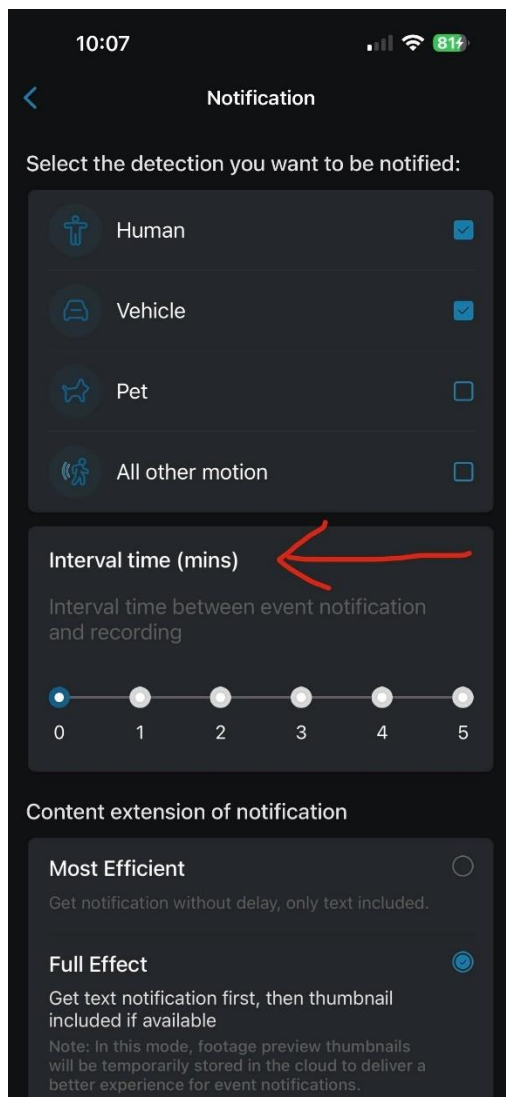 10:07
81
Notification
Select the detection you want to be notified:
Human
Vehicle
Pet
All other motion
Interval time (mins)
Interval time between event notification
and recording
0 1 2 3 4 5
Content extension of notification
Most Efficient
Get notification without delay, only text included.
Full Effect
Get text notification first, then thumbnail
included if available
Note: In this mode, footage preview thumbnails
will be temporarily stored in the cloud to deliver a
better experience for event notifications.